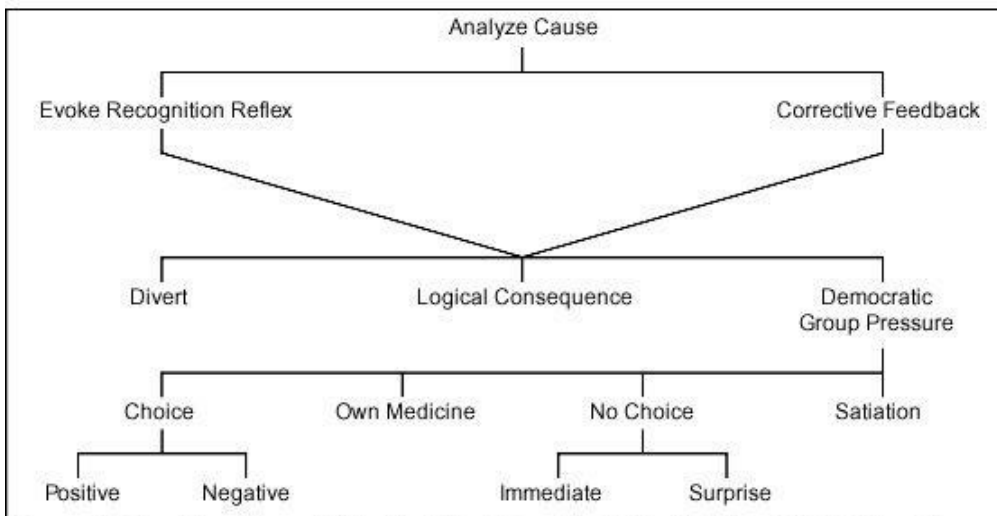 Analyze Cause
Evoke Recognition Reflex
Corrective Feedback
Divert
Logical Consequence
Democratic
Group Pressure
Choice
Own Medicine
No Choice
Satiation
Positive
Negative
Immediate
Surprise